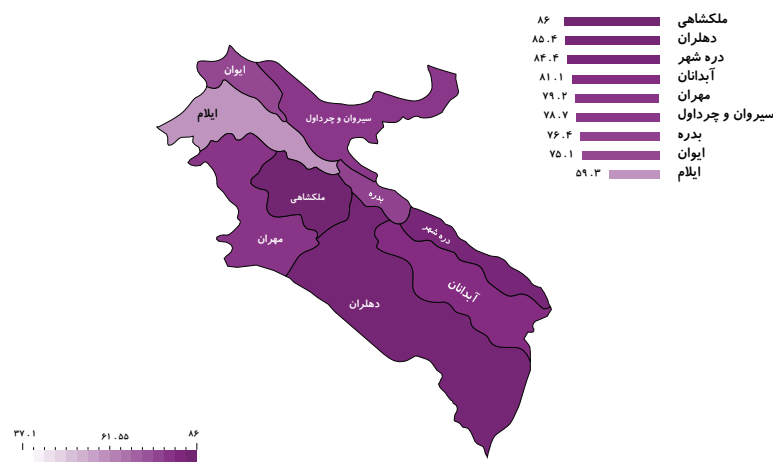 ملکشاهی ۸۶
دهلران ۸۵.۴
دره شهر ۸۴.۴
آبدانان ۸۱.۱
مهران ۷۹.۲
سیروان و چرداول ۷۸.۷
بدره ۷۶.۴
ایوان ۷۵.۱
ایلام ۵۹.۳
ایوان
ایلام
سیروان و چرداول
ملکشاهی
بدره
مهران
دره شهر
آبدانان
دهلران
۳۷.۱ ۶۱.۵۵ ۸۶